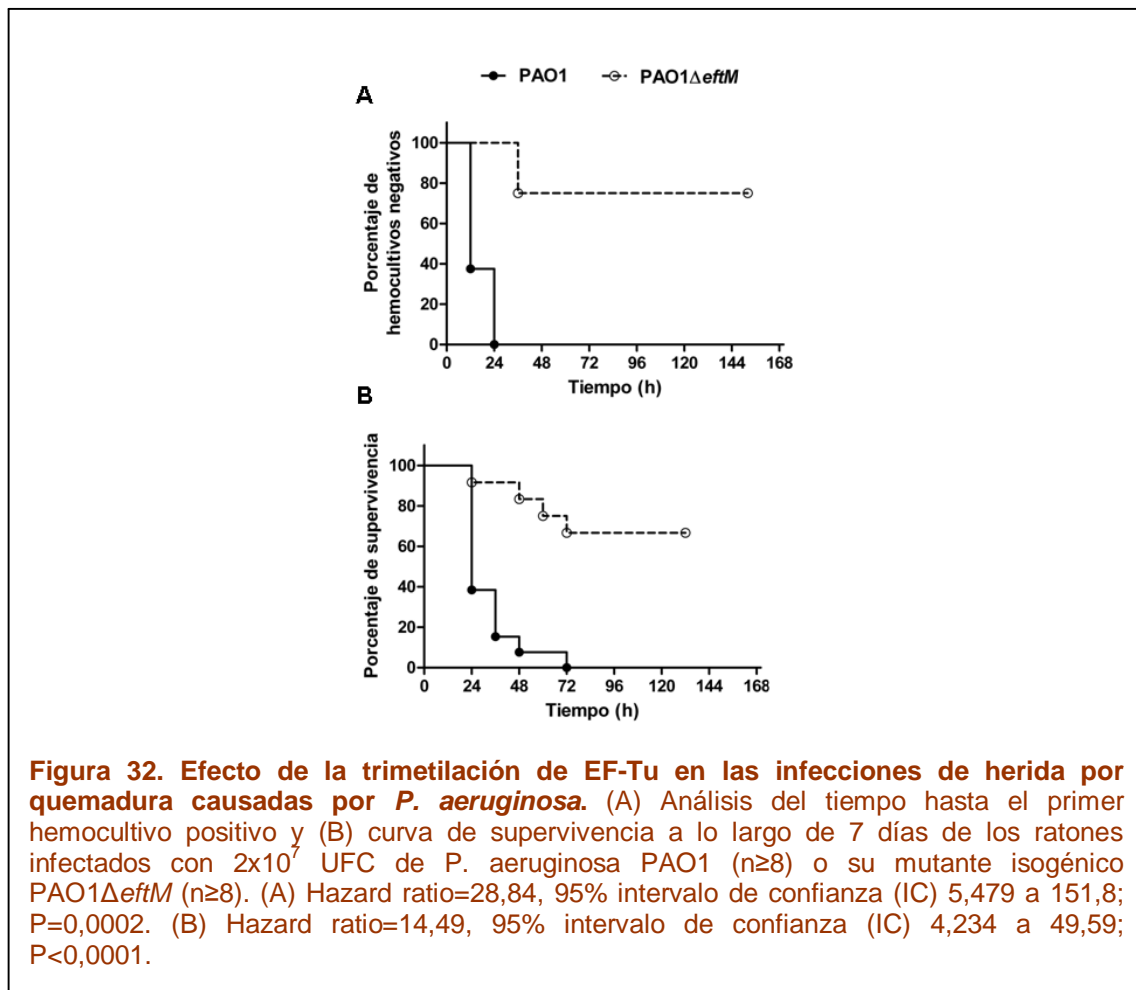 PAO1 PAO1ΔeftM
A
Porcentaje de
hemocultivos negativos
100
80
60
40
20
0
0 24 48 72 96 120 144 168
Tiempo (h)
B
Porcentaje de supervivencia
100
80
60
40
20
0
0 24 48 72 96 120 144 168
Tiempo (h)
Figura 32. Efecto de la trimetilación de EF-Tu en las infecciones de herida por
quemadura causadas por P. aeruginosa. (A) Análisis del tiempo hasta el primer
hemocultivo positivo y (B) curva de supervivencia a lo largo de 7 días de los ratones
infectados con 2x10⁷ UFC de P. aeruginosa PAO1 (n≥8) o su mutante isogénico
PAO1ΔeftM (n≥8). (A) Hazard ratio=28,84, 95% intervalo de confianza (IC) 5,479 a 151,8;
P=0,0002. (B) Hazard ratio=14,49, 95% intervalo de confianza (IC) 4,234 a 49,59;
P<0,0001.